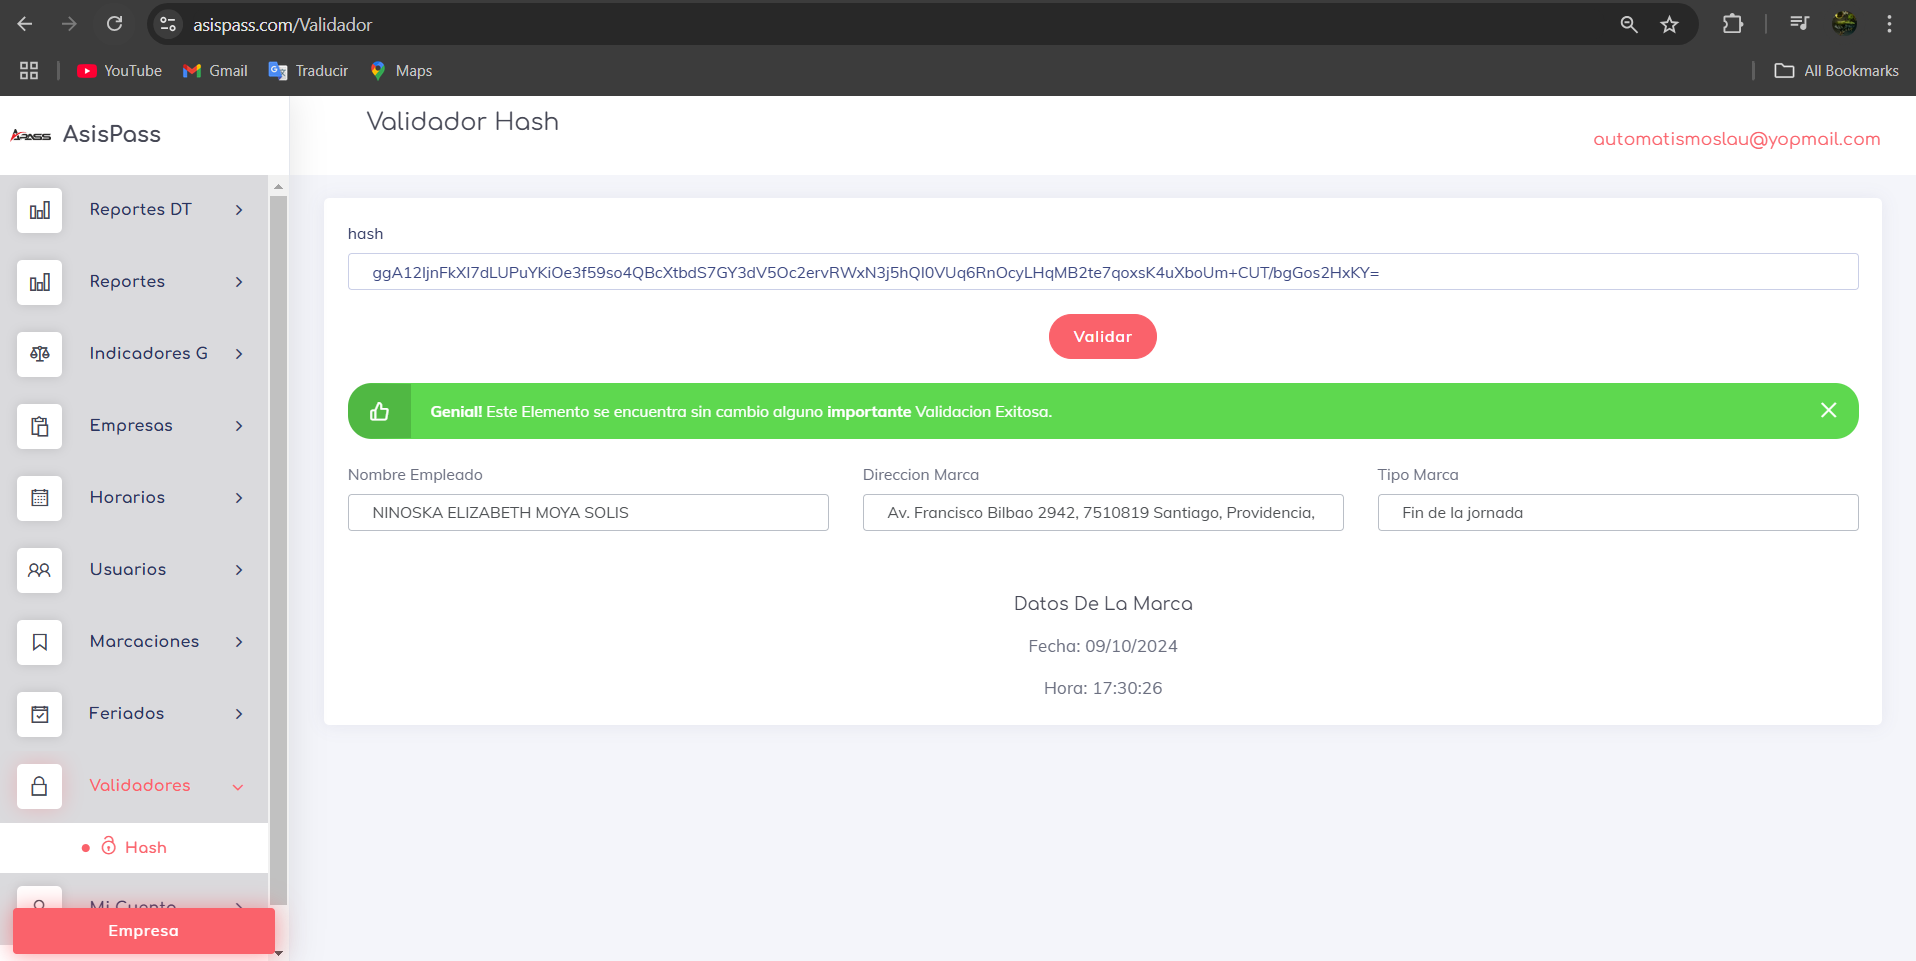 asispass.com/Validador
YouTube Gmail Traducir Maps All Bookmarks
APASS AsisPass
Validador Hash
automatismoslau@yopmail.com
Reportes DT
Reportes
Indicadores G
Empresas
Horarios
Usuarios
Marcaciones
Feriados
Validadores
Hash
Mi Cuenta
Empresa
hash
ggA12IjnFkXI7dLUPuYKiOe3f59so4QBcXtbdS7GY3dV5Oc2ervRWxN3j5hQI0VUq6RnOcyLHqMB2te7qoxsK4uXboUm+CUT/bgGos2HxKY=
Validar
Genial! Este Elemento se encuentra sin cambio alguno importante Validacion Exitosa.
Nombre Empleado Direccion Marca Tipo Marca
NINOSKA ELIZABETH MOYA SOLIS Av. Francisco Bilbao 2942, 7510819 Santiago, Providencia, Fin de la jornada
Datos De La Marca
Fecha: 09/10/2024
Hora: 17:30:26